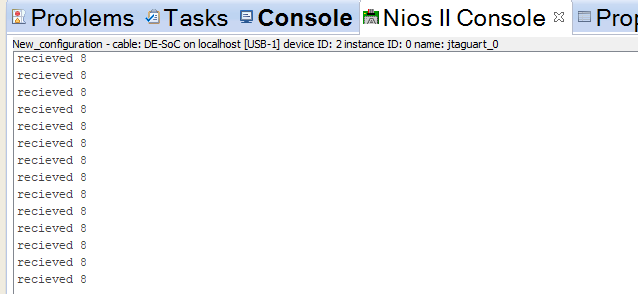 Problems Tasks Console Nios II Console Prop
New_configuration - cable: DE-SoC on localhost [USB-1] device ID: 2 instance ID: 0 name: jtaguart_0
recieved 8
recieved 8
recieved 8
recieved 8
recieved 8
recieved 8
recieved 8
recieved 8
recieved 8
recieved 8
recieved 8
recieved 8
recieved 8
recieved 8